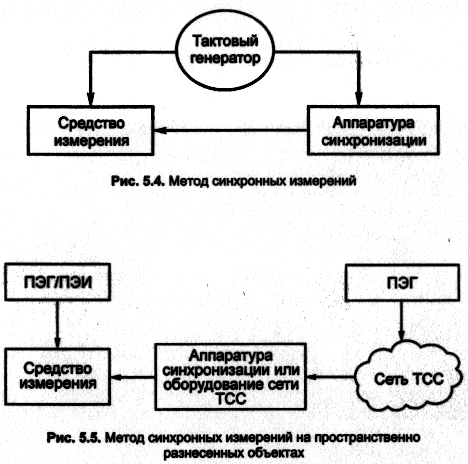 Тактовый
генератор
Средство
измерения
Аппаратура
синхронизации
Рис. 5.4. Метод синхронных измерений
ПЭГ/ПЭИ
ПЭГ
Средство
измерения
Аппаратура
синхронизации или
оборудование сети
ТСС
Сеть ТСС
Рис. 5.5. Метод синхронных измерений на пространственно
разнесенных объектах